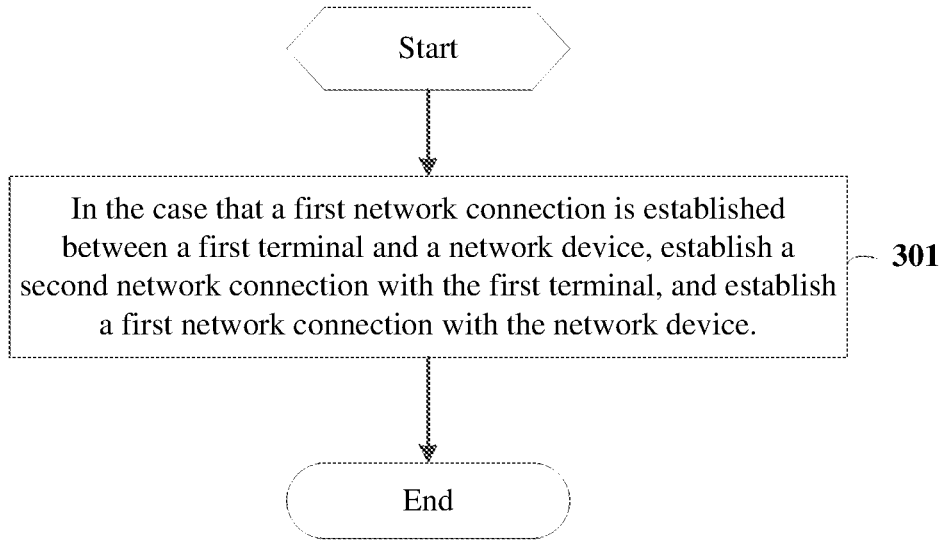 Start
In the case that a first network connection is established
between a first terminal and a network device, establish a
second network connection with the first terminal, and establish
a first network connection with the network device.
301
End